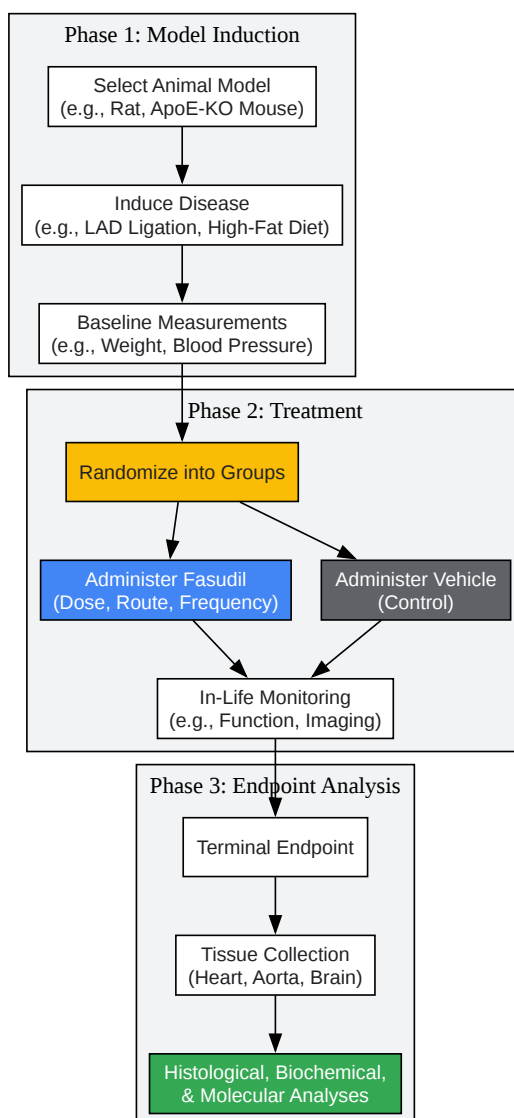 Phase 1: Model Induction
Select Animal Model
(e.g., Rat, ApoE-KO Mouse)
Induce Disease
(e.g., LAD Ligation, High-Fat Diet)
Baseline Measurements
(e.g., Weight, Blood Pressure)
Phase 2: Treatment
Randomize into Groups
Administer Fasudil
(Dose, Route, Frequency)
Administer Vehicle
(Control)
In-Life Monitoring
(e.g., Function, Imaging)
Phase 3: Endpoint Analysis
Terminal Endpoint
Tissue Collection
(Heart, Aorta, Brain)
Histological, Biochemical,
& Molecular Analyses